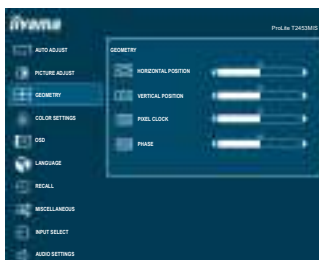 iiyama
ProLite T2453MIS
AUTO ADJUST
PICTURE ADJUST
GEOMETRY
COLOR SETTINGS
OSD
LANGUAGE
RECALL
MISCELLANEOUS
INPUT SELECT
AUDIO SETTINGS
GEOMETRY
HORIZONTAL POSITION
VERTICAL POSITION
PIXEL CLOCK
PHASE